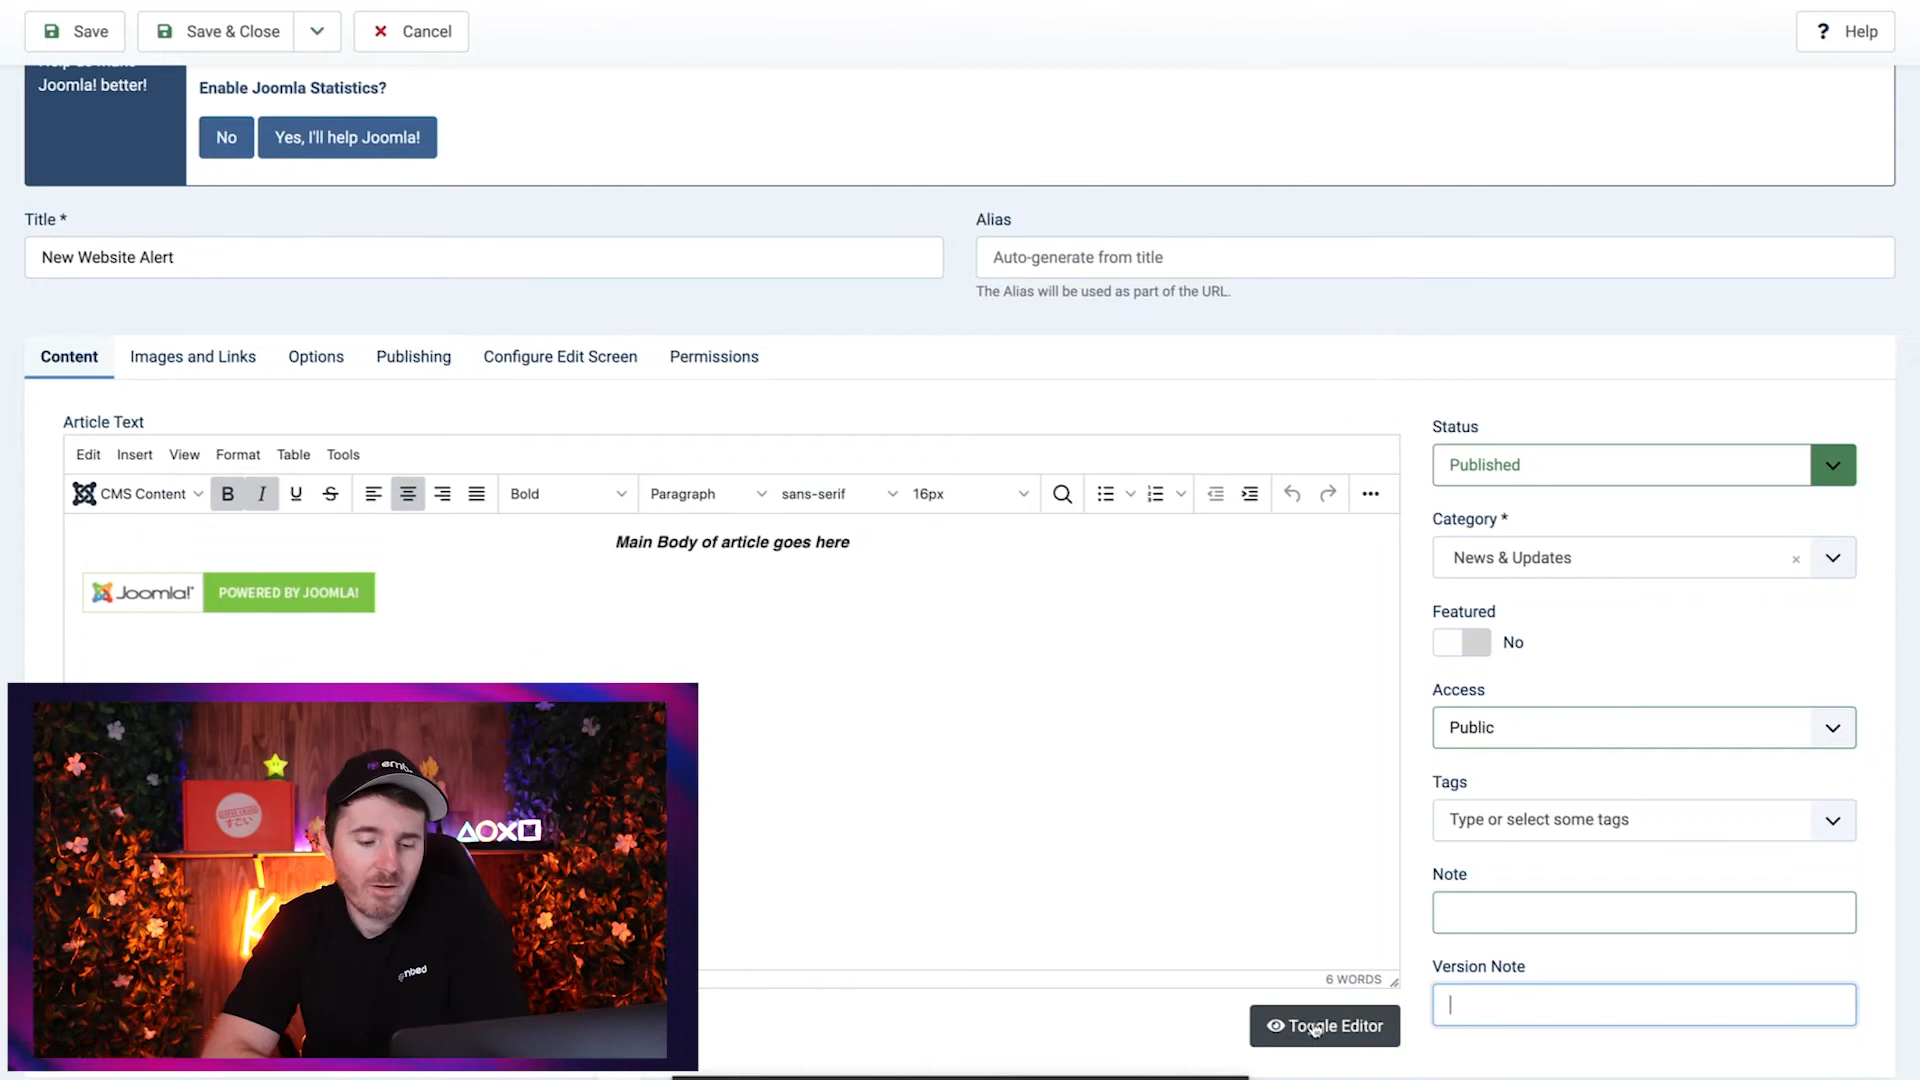 Save
Save & Close
Cancel
? Help
Joomla! better!
Enable Joomla Statistics?
No
Yes, I'll help Joomla!
Title *
Alias
New Website Alert
Auto-generate from title
The Alias will be used as part of the URL.
Content
Images and Links
Options
Publishing
Configure Edit Screen
Permissions
Article Text
Edit
Insert
View
Format
Table
Tools
CMS Content
B
I
U
S
Bold
Paragraph
sans-serif
16px
Main Body of article goes here
Joomla!
POWERED BY JOOMLA!
6 WORDS
Toggle Editor
Status
Published
Category *
News & Updates
Featured
No
Access
Public
Tags
Type or select some tags
Note
Version Note